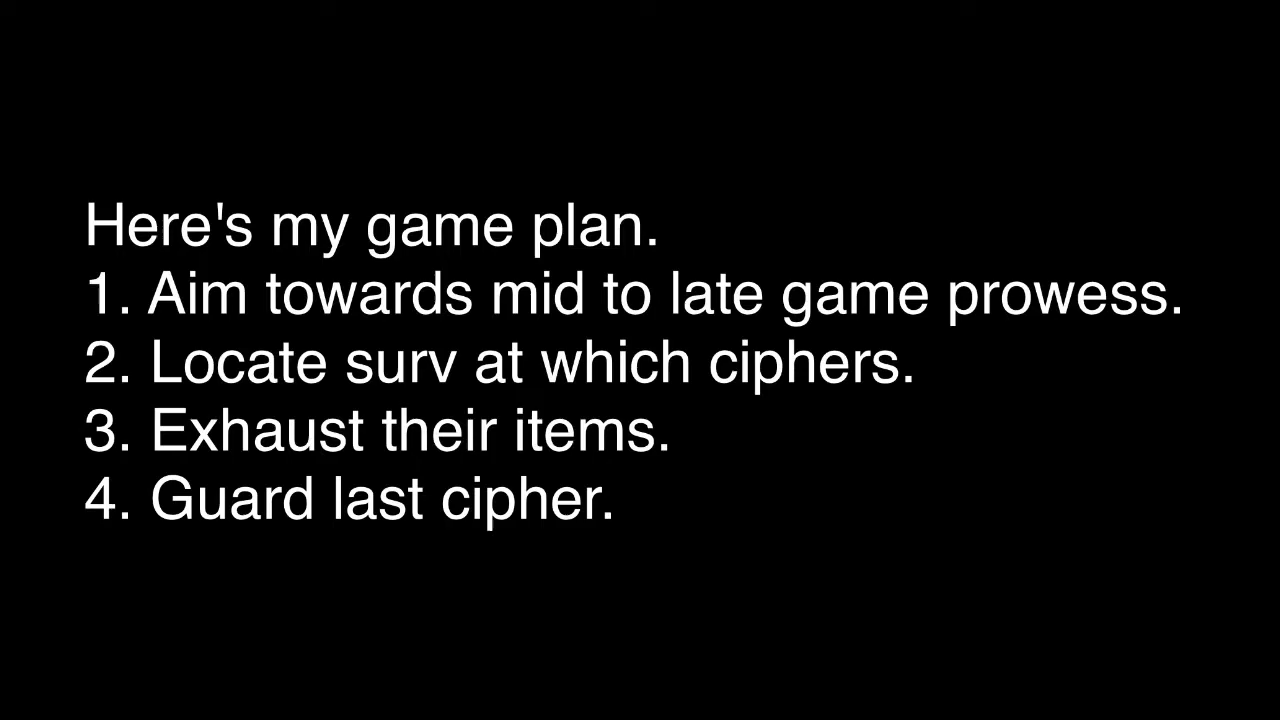 Here's my game plan.
1. Aim towards mid to late game prowess.
2. Locate surv at which ciphers.
3. Exhaust their items.
4. Guard last cipher.